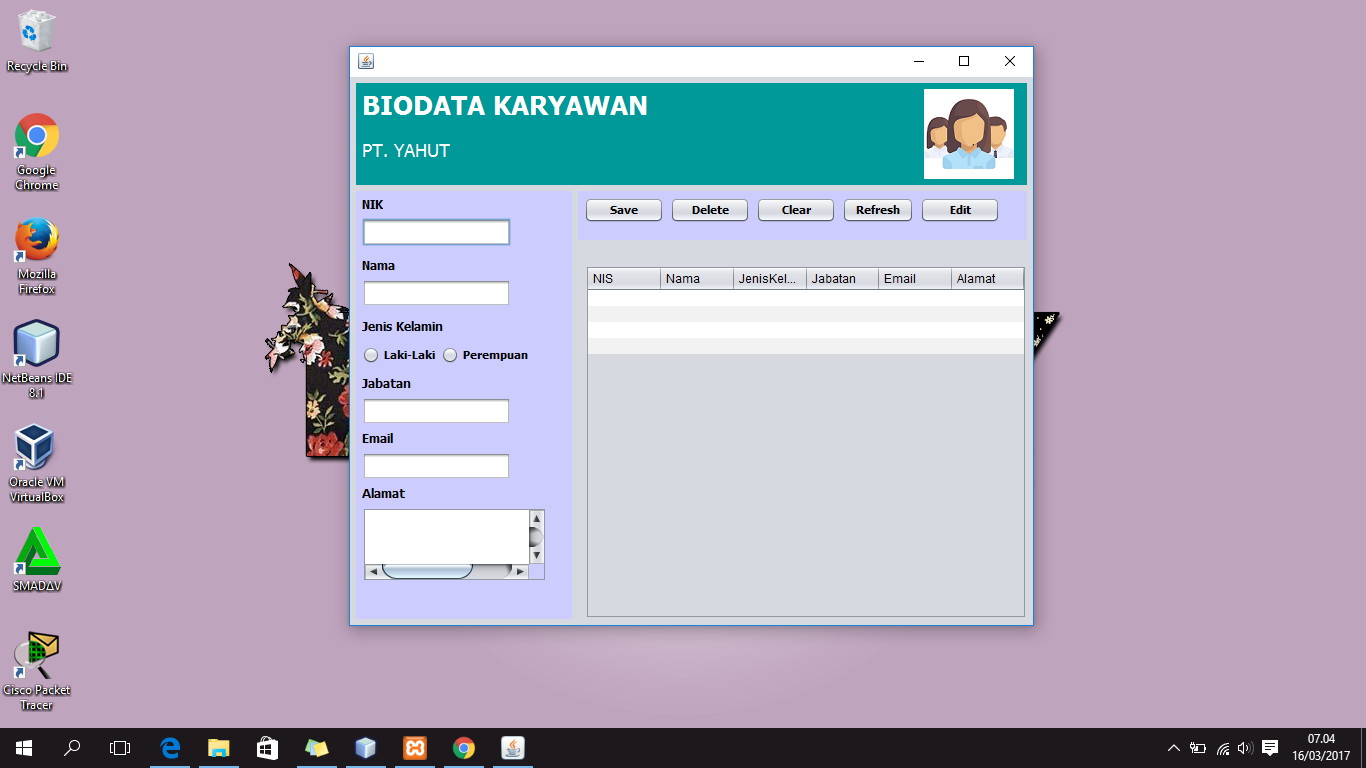 Recycle Bin
Google
Chrome
Mozilla
Firefox
NetBeans IDE
8.1
Oracle VM
VirtualBox
SMADΔV
Cisco Packet
Tracer
BIODATA KARYAWAN
PT. YAHUT
NIK
Nama
Jenis Kelamin
Laki-Laki Perempuan
Jabatan
Email
Alamat
Save Delete Clear Refresh Edit
NIS Nama JenisKel... Jabatan Email Alamat
07.04
16/03/2017